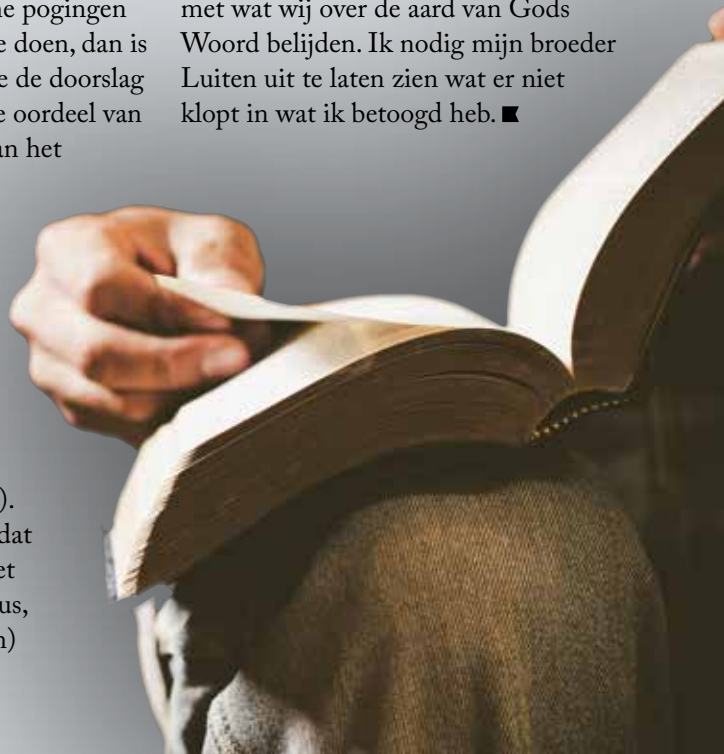 ne pogingen
e doen, dan is
e de doorslag
e oordeel van
an het
).
dat
et
us,
n)
met wat wij over de aard van Gods
Woord belijden. Ik nodig mijn broeder
Luiten uit te laten zien wat er niet
klopt in wat ik betoogd heb.